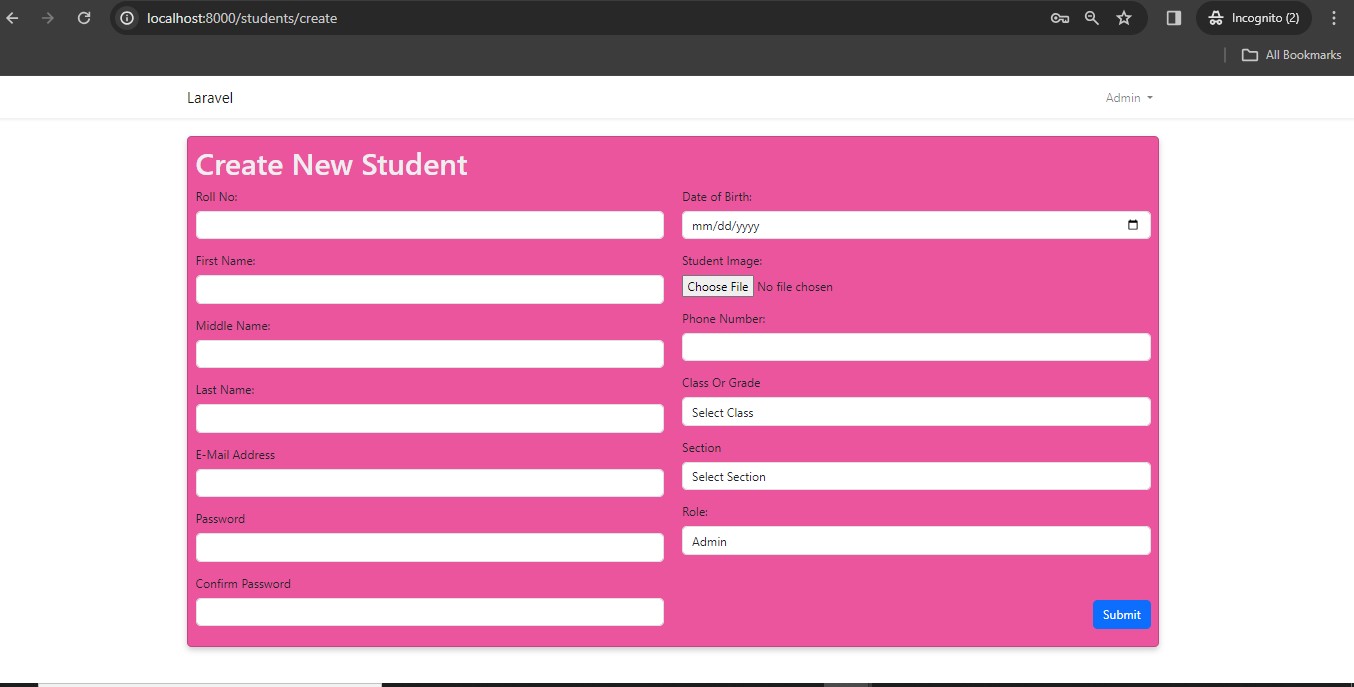 localhost:8000/students/create
Incognito (2)
All Bookmarks
Laravel
Admin
Create New Student
Roll No:
First Name:
Middle Name:
Last Name:
E-Mail Address
Password
Confirm Password
Date of Birth:
mm/dd/yyyy
Student Image:
Choose File No file chosen
Phone Number:
Class Or Grade
Select Class
Section
Select Section
Role:
Admin
Submit